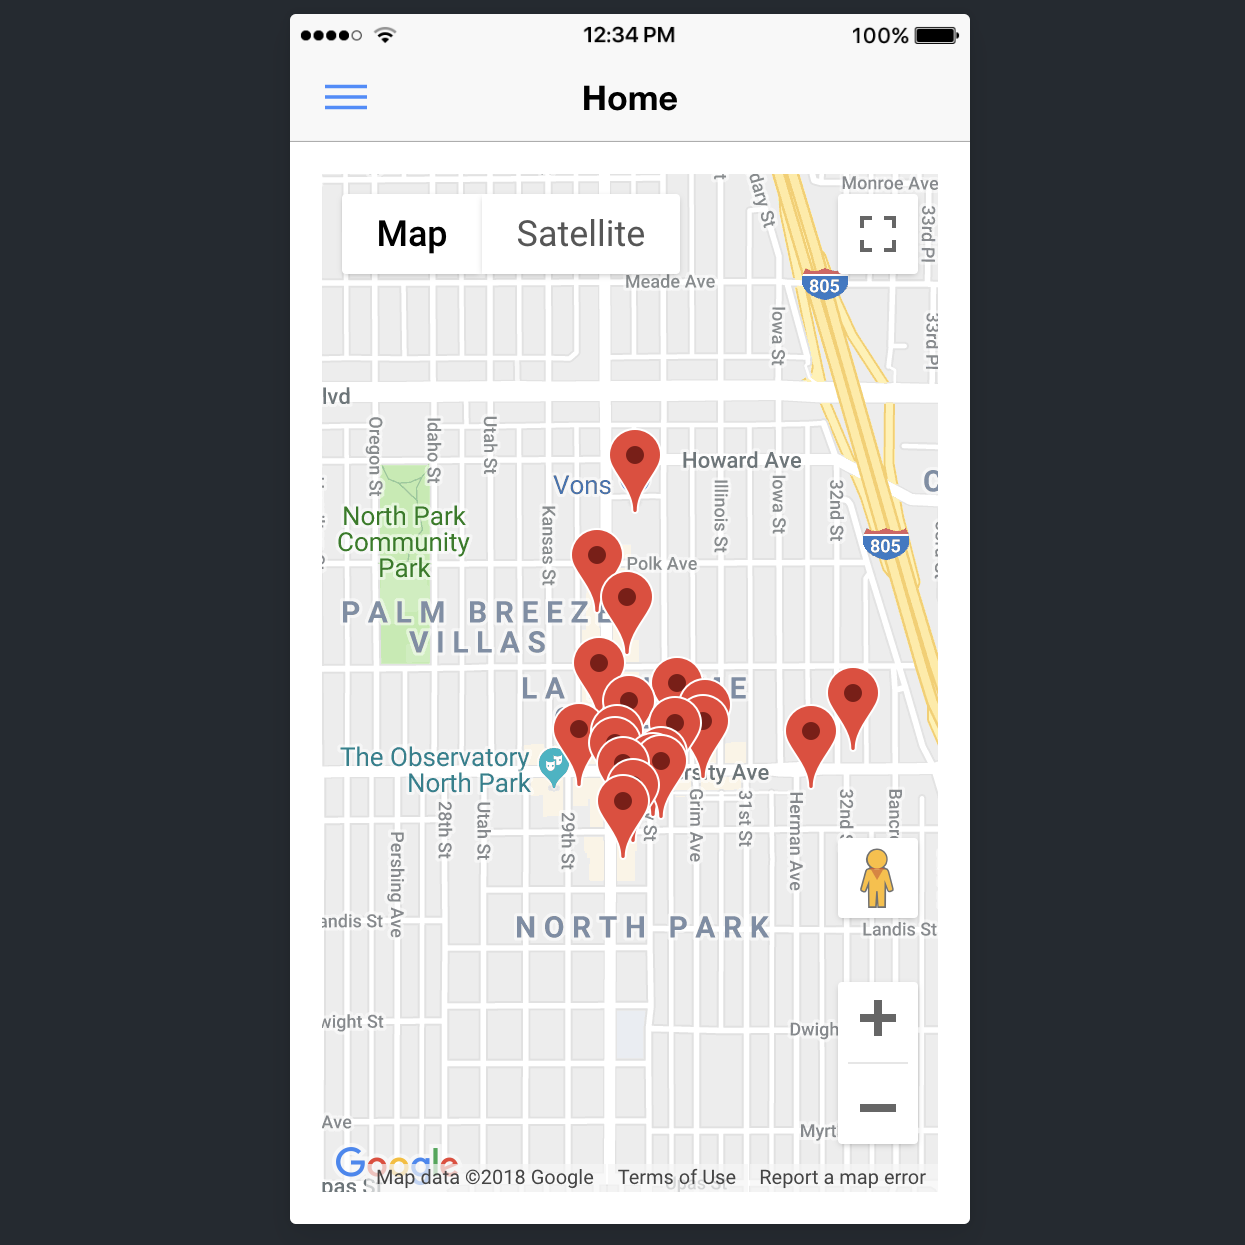 12:34 PM
100%
Home
Map
Satellite
Monroe Ave
33rd Pl
Meade Ave
805
Iowa St
33rd Pl
lvd
Oregon St
Idaho St
Utah St
Howard Ave
Vons
Illinois St
Iowa St
32nd St
North Park
Community
Park
Kansas St
805
Polk Ave
PALM BREEZE
VILLAS
LA
The Observatory
North Park
rsity Ave
28th St
Utah St
29th St
y St
Grim Ave
31st St
Herman Ave
32nd S
Bancro
Pershing Ave
andis St
NORTH PARK
Landis St
wight St
Dwigh
Ave
Myrt
Google
Map data ©2018 Google
Terms of Use
Report a map error
pas St
Upas St